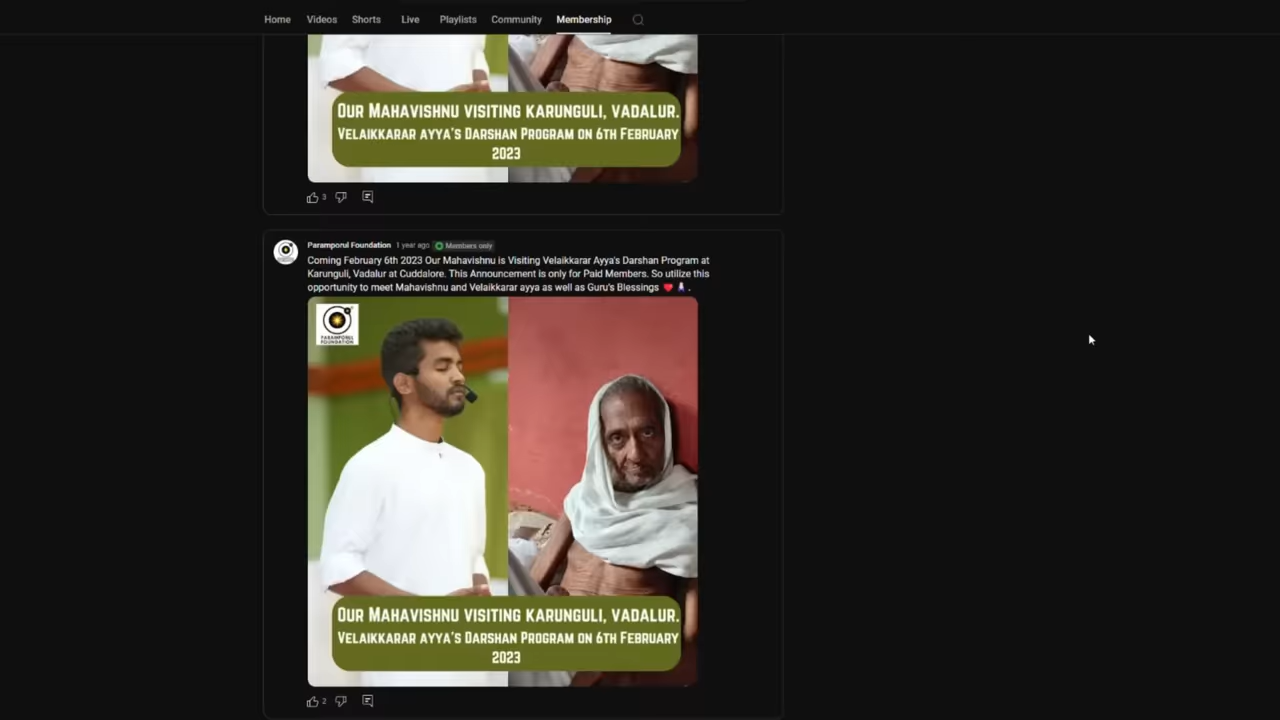 Home Videos Shorts Live Playlists Community Membership
OUR MAHAVISHNU VISITING KARUNGULI, VADALUR.
VELAIKKARAR AYYA'S DARSHAN PROGRAM ON 6TH FEBRUARY
2023
3
Paramporul Foundation 1 year ago Members only
Coming February 6th 2023 Our Mahavishnu is Visiting Velaikkarar Ayya's Darshan Program at
Karunguli, Vadalur at Cuddalore. This Announcement is only for Paid Members. So utilize this
opportunity to meet Mahavishnu and Velaikkarar ayya as well as Guru's Blessings ❤️ .
PARAMPORUL
FOUNDATION
OUR MAHAVISHNU VISITING KARUNGULI, VADALUR.
VELAIKKARAR AYYA'S DARSHAN PROGRAM ON 6TH FEBRUARY
2023
2